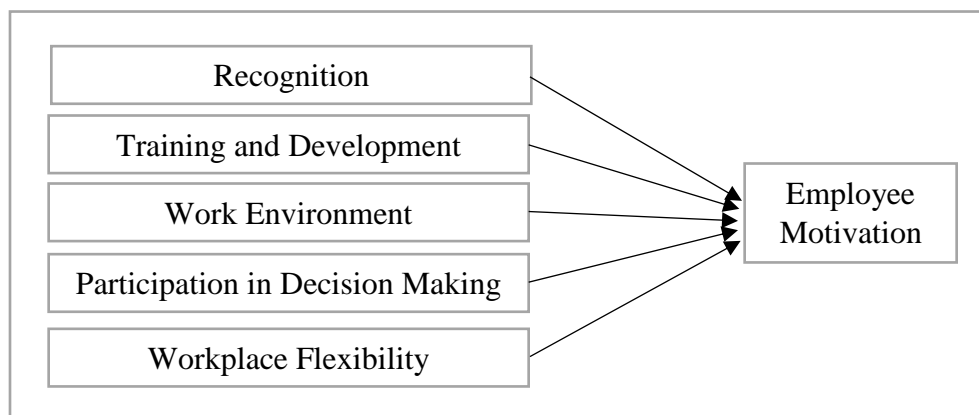 Recognition
Training and Development
Work Environment
Participation in Decision Making
Workplace Flexibility
Employee
Motivation